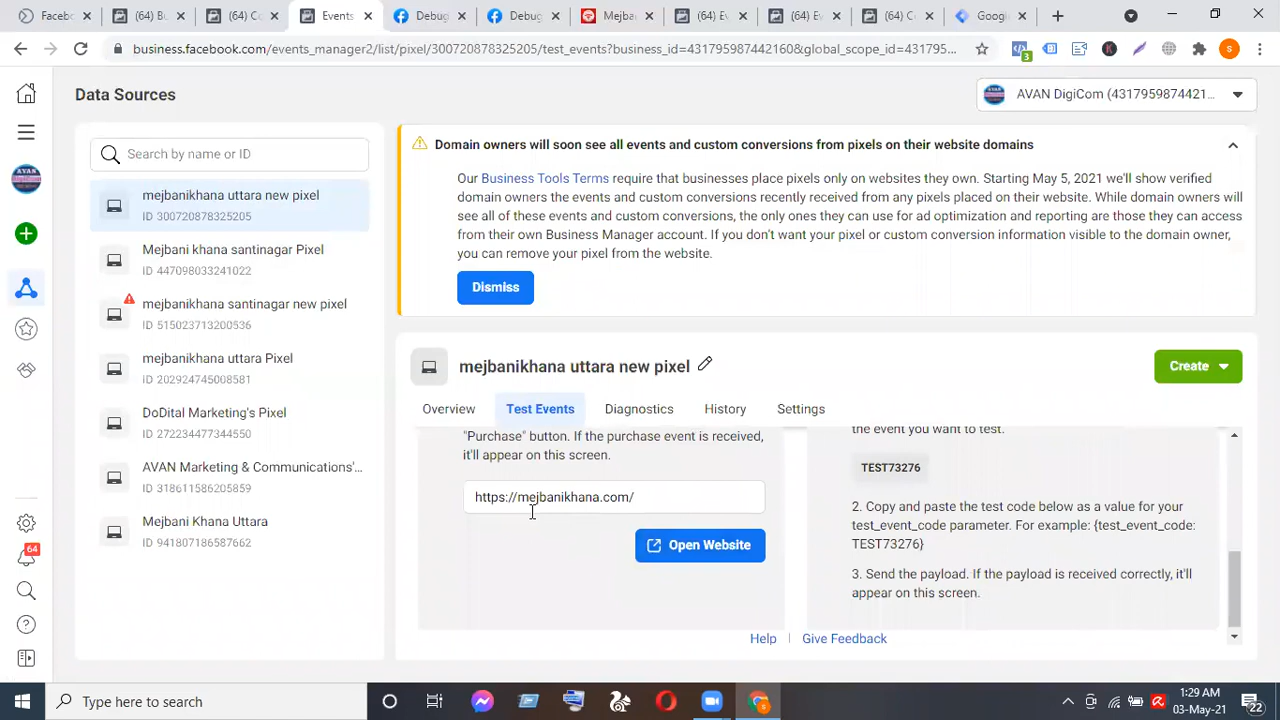 Facebo
(64) Bu
(64) Co
Events
Debug
Debug
Mejba
(64) Ev
(64) Ev
(64) Cu
Google
business.facebook.com/events_manager2/list/pixel/300720878325205/test_events?business_id=431795987442160&global_scope_id=431795...
3
K
s
Data Sources
AVAN DigiCom (4317959874421...
Search by name or ID
mejbanikhana uttara new pixel
ID 300720878325205
Mejbani khana santinagar Pixel
ID 447098033241022
mejbanikhana santinagar new pixel
ID 515023713200536
mejbanikhana uttara Pixel
ID 202924745008581
DoDital Marketing's Pixel
ID 272234477344550
AVAN Marketing & Communications'...
ID 318611586205859
Mejbani Khana Uttara
ID 941807186587662
64
Domain owners will soon see all events and custom conversions from pixels on their website domains
Our Business Tools Terms require that businesses place pixels only on websites they own. Starting May 5, 2021 we'll show verified
domain owners the events and custom conversions recently received from any pixels placed on their website. While domain owners will
see all of these events and custom conversions, the only ones they can use for ad optimization and reporting are those they can access
from their own Business Manager account. If you don't want your pixel or custom conversion information visible to the domain owner,
you can remove your pixel from the website.
Dismiss
mejbanikhana uttara new pixel
Create
Overview
Test Events
Diagnostics
History
Settings
"Purchase" button. If the purchase event is received,
it'll appear on this screen.
https://mejbanikhana.com/
Open Website
the event you want to test.
TEST73276
2. Copy and paste the test code below as a value for your
test_event_code parameter. For example: {test_event_code:
TEST73276}
3. Send the payload. If the payload is received correctly, it'll
appear on this screen.
Help
Give Feedback
Type here to search
1:29 AM
03-May-21
22